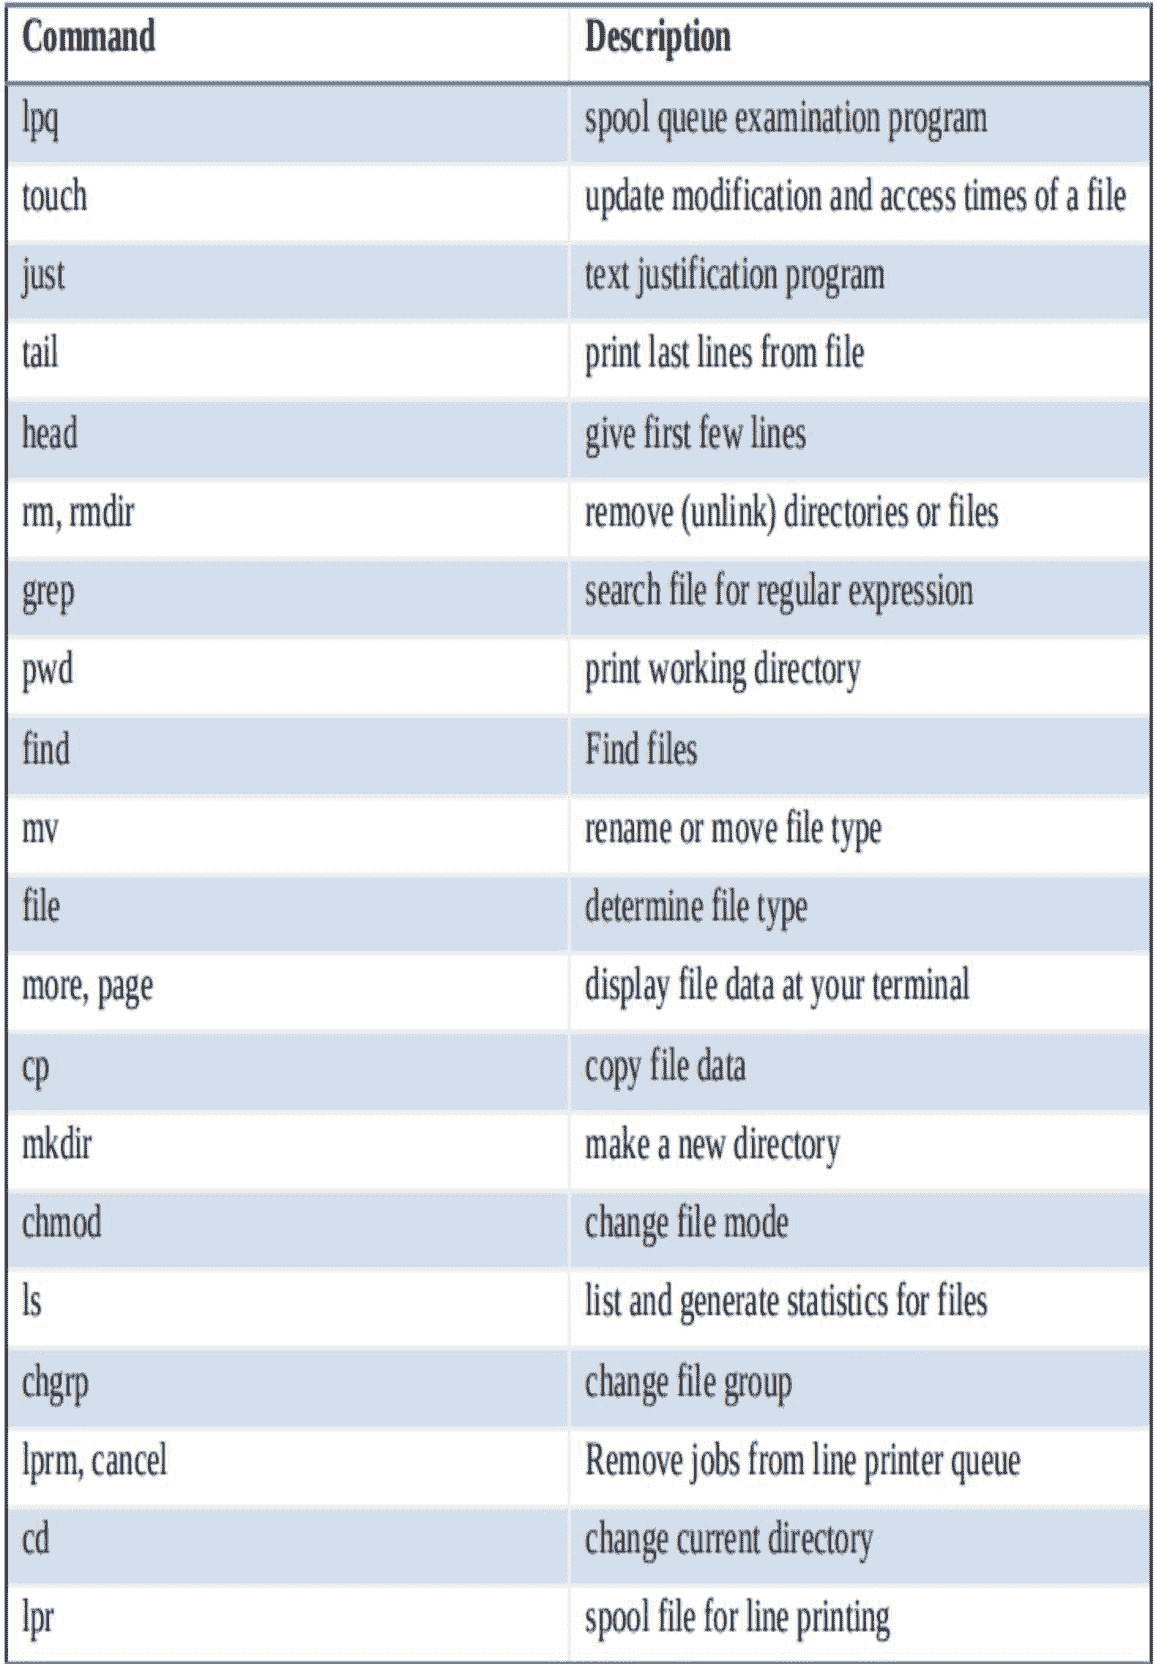 Command Description
lpq spool queue examination program
touch update modification and access times of a file
just text justification program
tail print last lines from file
head give first few lines
rm, rmdir remove (unlink) directories or files
grep search file for regular expression
pwd print working directory
find Find files
mv rename or move file type
file determine file type
more, page display file data at your terminal
cp copy file data
mkdir make a new directory
chmod change file mode
ls list and generate statistics for files
chgrp change file group
lprm, cancel Remove jobs from line printer queue
cd change current directory
lpr spool file for line printing